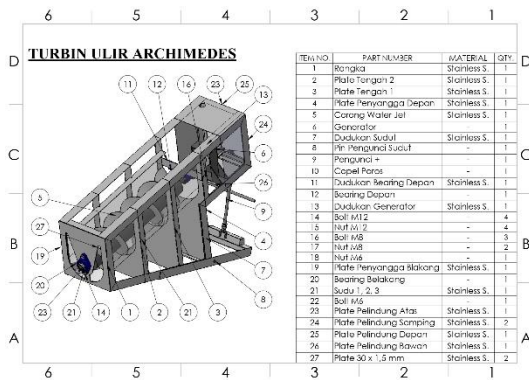 6 5 4 3 2 1
D
TURBIN ULIR ARCHIMEDES
D
ITEM NO. PART NUMBER MATERIAL QTY.
1 Rangka Stainless S. 1
2 Plate Tengah 2 Stainless S. 1
3 Plate Tengah 1 Stainless S. 1
4 Plate Penyangga Depan Stainless S. 1
5 Corong Water Jet Stainless S. 1
6 Generator - 1
7 Dudukan Sudut Stainless S. 1
8 Pin Pengunci Sudut - 1
9 Pengunci + - 1
10 Copel Poros - 1
11 Dudukan Bearing Depan Stainless S. 1
12 Bearing Depan - 1
13 Dudukan Generator Stainless S. 1
14 Bolt M12 - 4
15 Nut M12 - 4
16 Bolt M8 - 3
17 Nut M8 - 2
18 Nut M6 - 1
19 Plate Penyangga Blakang Stainless S. 1
20 Bearing Belakang - 1
21 Sudu 1, 2, 3 Stainless S. 1
22 Bolt M6 - 1
23 Plate Pelindung Atas Stainless S. 1
24 Plate Pelindung Samping Stainless S. 2
25 Plate Pelindung Depan Stainless S. 1
26 Plate Pelindung Bawah Stainless S. 1
27 Plate 30 x 1,5 mm Stainless S. 2
23 25
11 12 16 13
24
C C
6
26
5 9
27
B B
19 4
20 7
23 21 14 1 2 21 3 8
A A
6 5 4 3 2 1